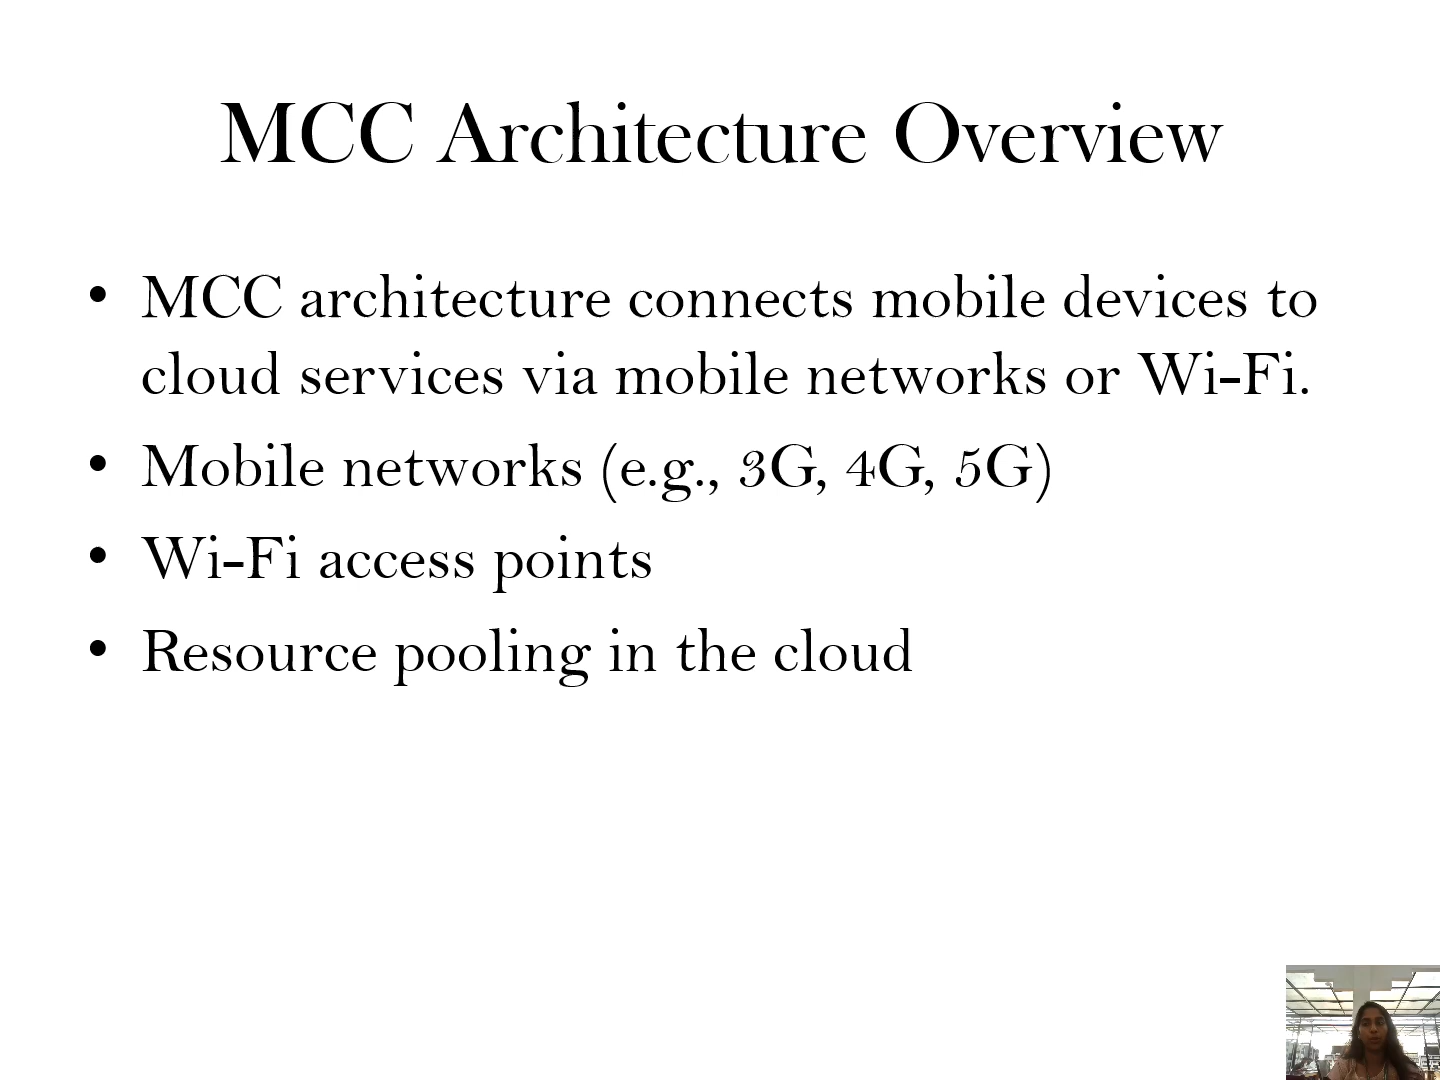 MCC Architecture Overview
• MCC architecture connects mobile devices to
cloud services via mobile networks or Wi-Fi.
• Mobile networks (e.g., 3G, 4G, 5G)
• Wi-Fi access points
• Resource pooling in the cloud